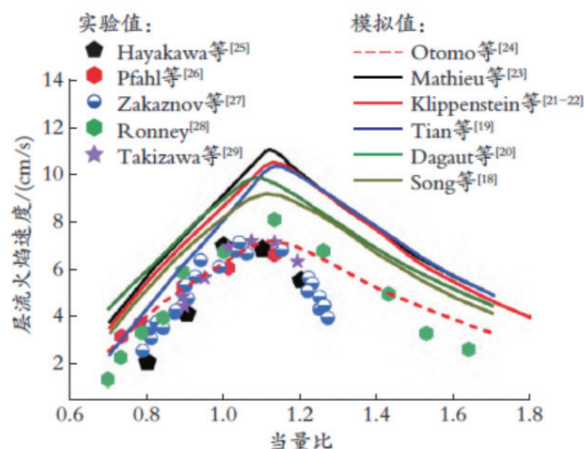 实验值： 模拟值：
Hayakawa等[25] Otomo等[24]
Pfahl等[26] Mathieu等[23]
Zakaznov等[27] Klippenstein等[21-22]
Ronney[28] Tian等[19]
Takizawa等[29] Dagaut等[20]
Song等[18]
层流火焰速度/(cm/s)
14
12
10
8
6
4
2
0.6 0.8 1.0 1.2 1.4 1.6 1.8
当量比